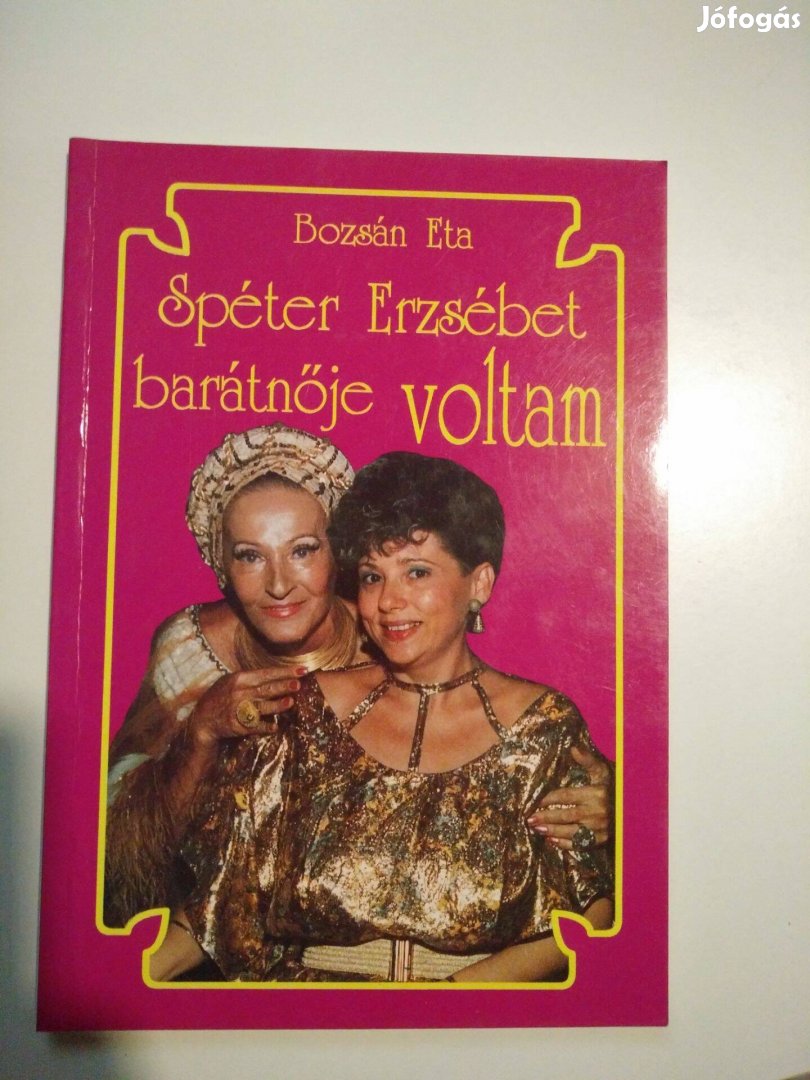 Jófogás
Bozsán Eta
Spéter Erzsébet
barátnője voltam